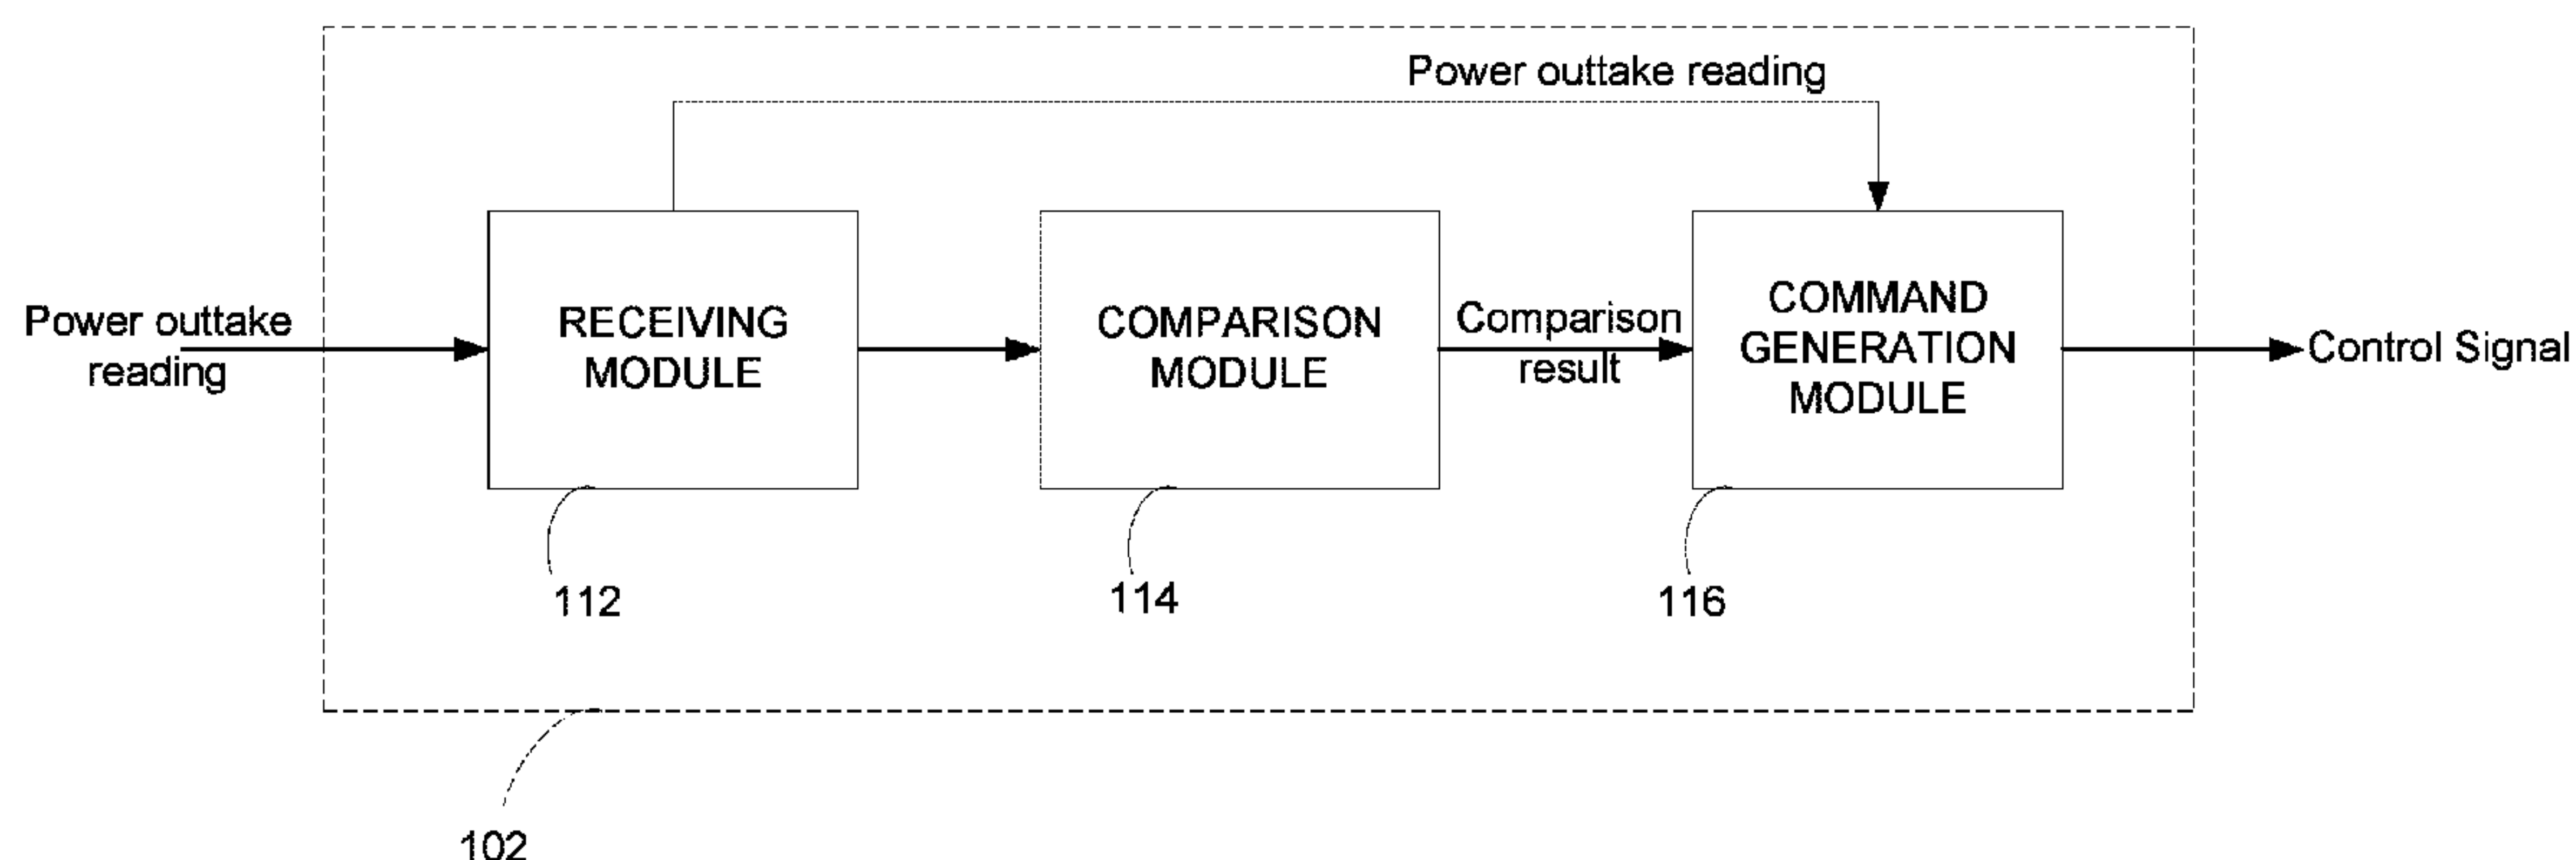 Power outtake reading
Power outtake
reading
RECEIVING
MODULE
COMPARISON
MODULE
Comparison
result
COMMAND
GENERATION
MODULE
Control Signal
112
114
116
102